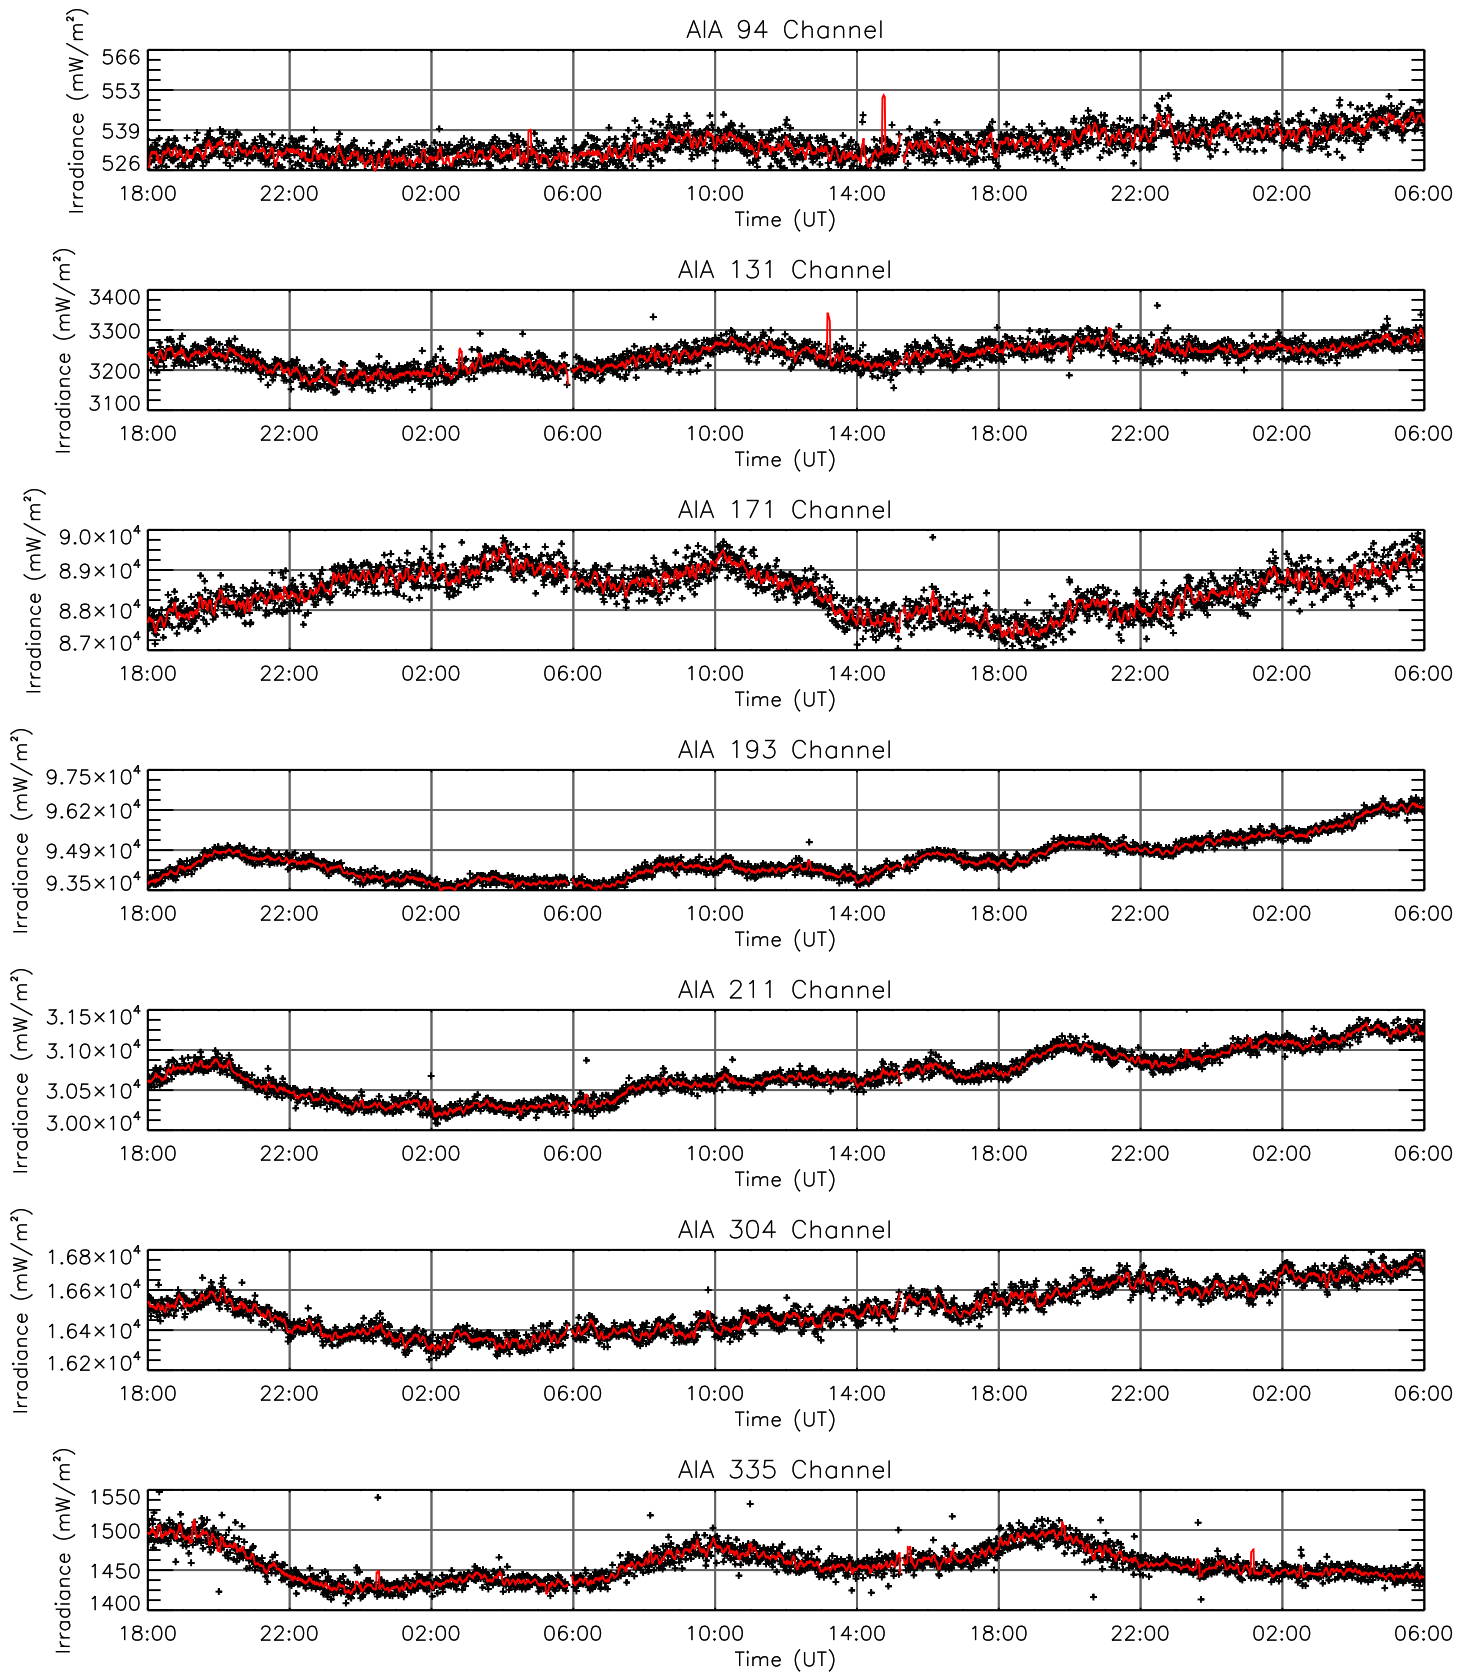 AIA 94 Channel
Irradiance (mW/m²)
566
553
539
526
18:00 22:00 02:00 06:00 10:00 14:00 18:00 22:00 02:00 06:00
Time (UT)
AIA 131 Channel
Irradiance (mW/m²)
3400
3300
3200
3100
18:00 22:00 02:00 06:00 10:00 14:00 18:00 22:00 02:00 06:00
Time (UT)
AIA 171 Channel
Irradiance (mW/m²)
9.0×10⁴
8.9×10⁴
8.8×10⁴
8.7×10⁴
18:00 22:00 02:00 06:00 10:00 14:00 18:00 22:00 02:00 06:00
Time (UT)
AIA 193 Channel
Irradiance (mW/m²)
9.75×10⁴
9.62×10⁴
9.49×10⁴
9.35×10⁴
18:00 22:00 02:00 06:00 10:00 14:00 18:00 22:00 02:00 06:00
Time (UT)
AIA 211 Channel
Irradiance (mW/m²)
3.15×10⁴
3.10×10⁴
3.05×10⁴
3.00×10⁴
18:00 22:00 02:00 06:00 10:00 14:00 18:00 22:00 02:00 06:00
Time (UT)
AIA 304 Channel
Irradiance (mW/m²)
1.68×10⁴
1.66×10⁴
1.64×10⁴
1.62×10⁴
18:00 22:00 02:00 06:00 10:00 14:00 18:00 22:00 02:00 06:00
Time (UT)
AIA 335 Channel
Irradiance (mW/m²)
1550
1500
1450
1400
18:00 22:00 02:00 06:00 10:00 14:00 18:00 22:00 02:00 06:00
Time (UT)